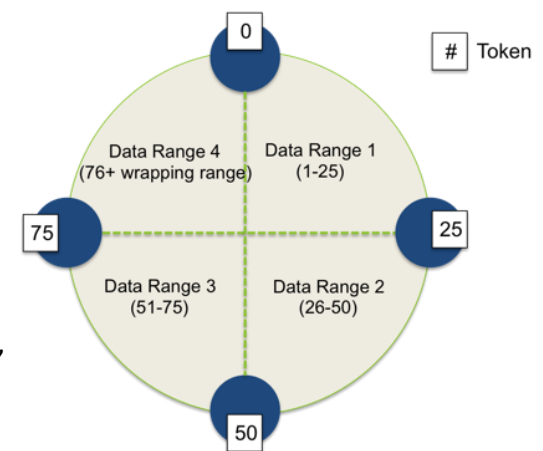 0
# Token
Data Range 4
(76+ wrapping range)
Data Range 1
(1-25)
75
25
Data Range 3
(51-75)
Data Range 2
(26-50)
,
50